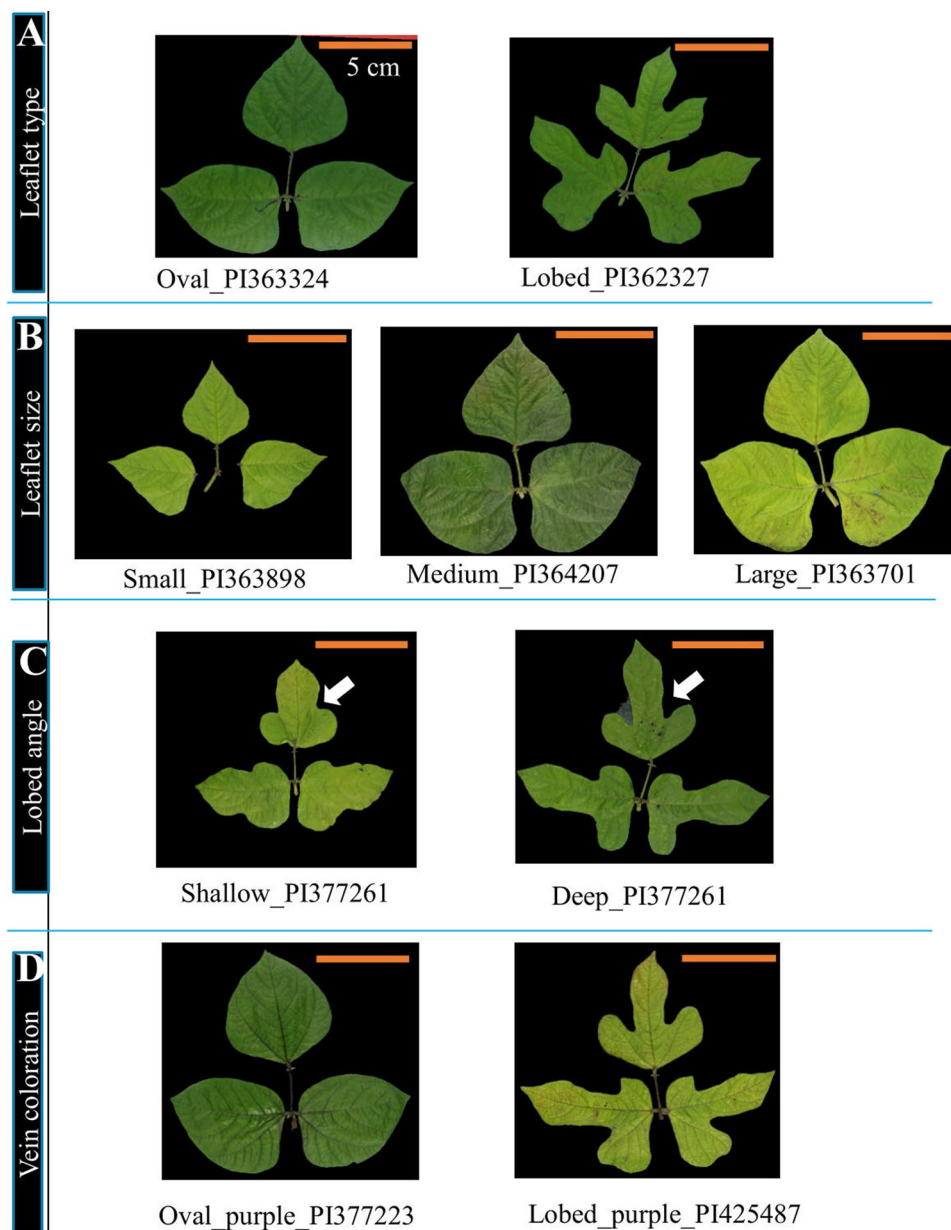 A
Leaflet type
5 cm
Oval_PI363324
Lobed_PI362327
B
Leaflet size
Small_PI363898
Medium_PI364207
Large_PI363701
C
Lobed angle
Shallow_PI377261
Deep_PI377261
D
Vein coloration
Oval_purple_PI377223
Lobed_purple_PI425487